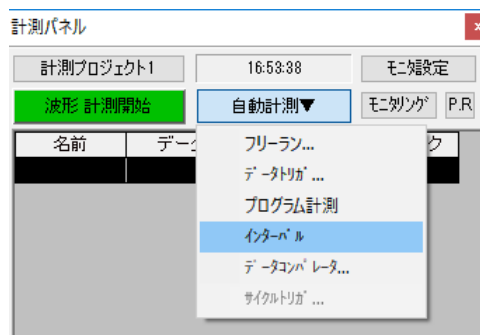 計測パネル
計測プロジェクト1 16:53:38 モニタ設定
波形 計測開始 自動計測▼ モニタリング P.R
名前 データ ク
フリーラン...
データトリガ...
プログラム計測
インターバル
データコンパレータ...
サイクルトリガ...